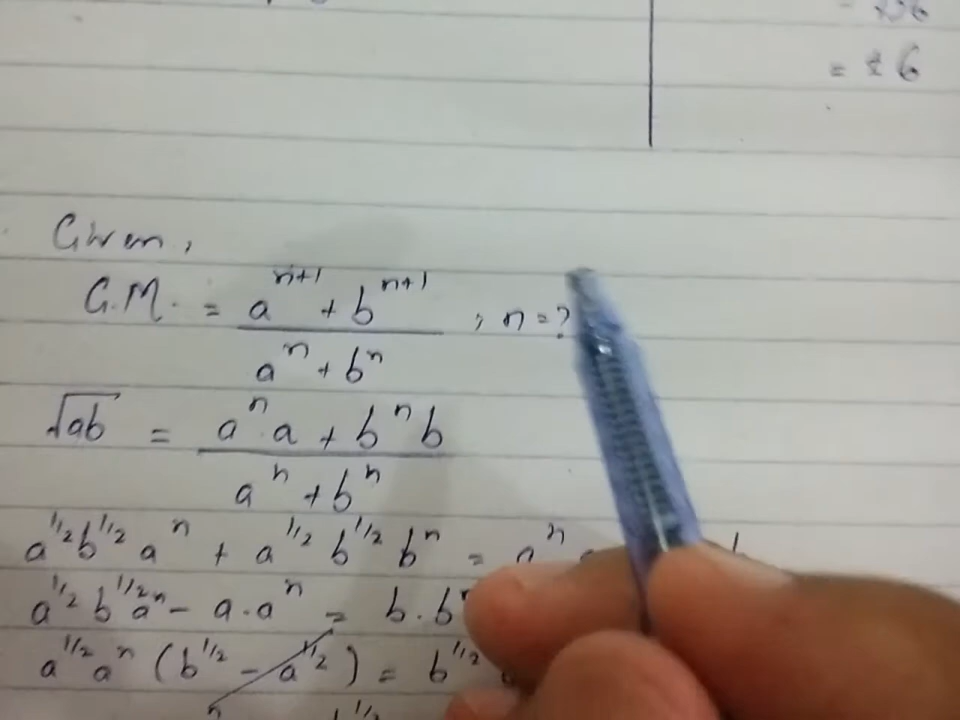 = ± 6
Given,
G.M. = a^{n+1} + b^{n+1} / a^n + b^n ; n = ?
√ab = a^n . a + b^n b / a^n + b^n
a^{1/2} b^{1/2} a^n + a^{1/2} b^{1/2} b^n = a^n
a^{1/2} b^{1/2} a^n - a . a^n = b . b^n
a^{1/2} a^n (b^{1/2} - a^{1/2}) = b^{1/2}